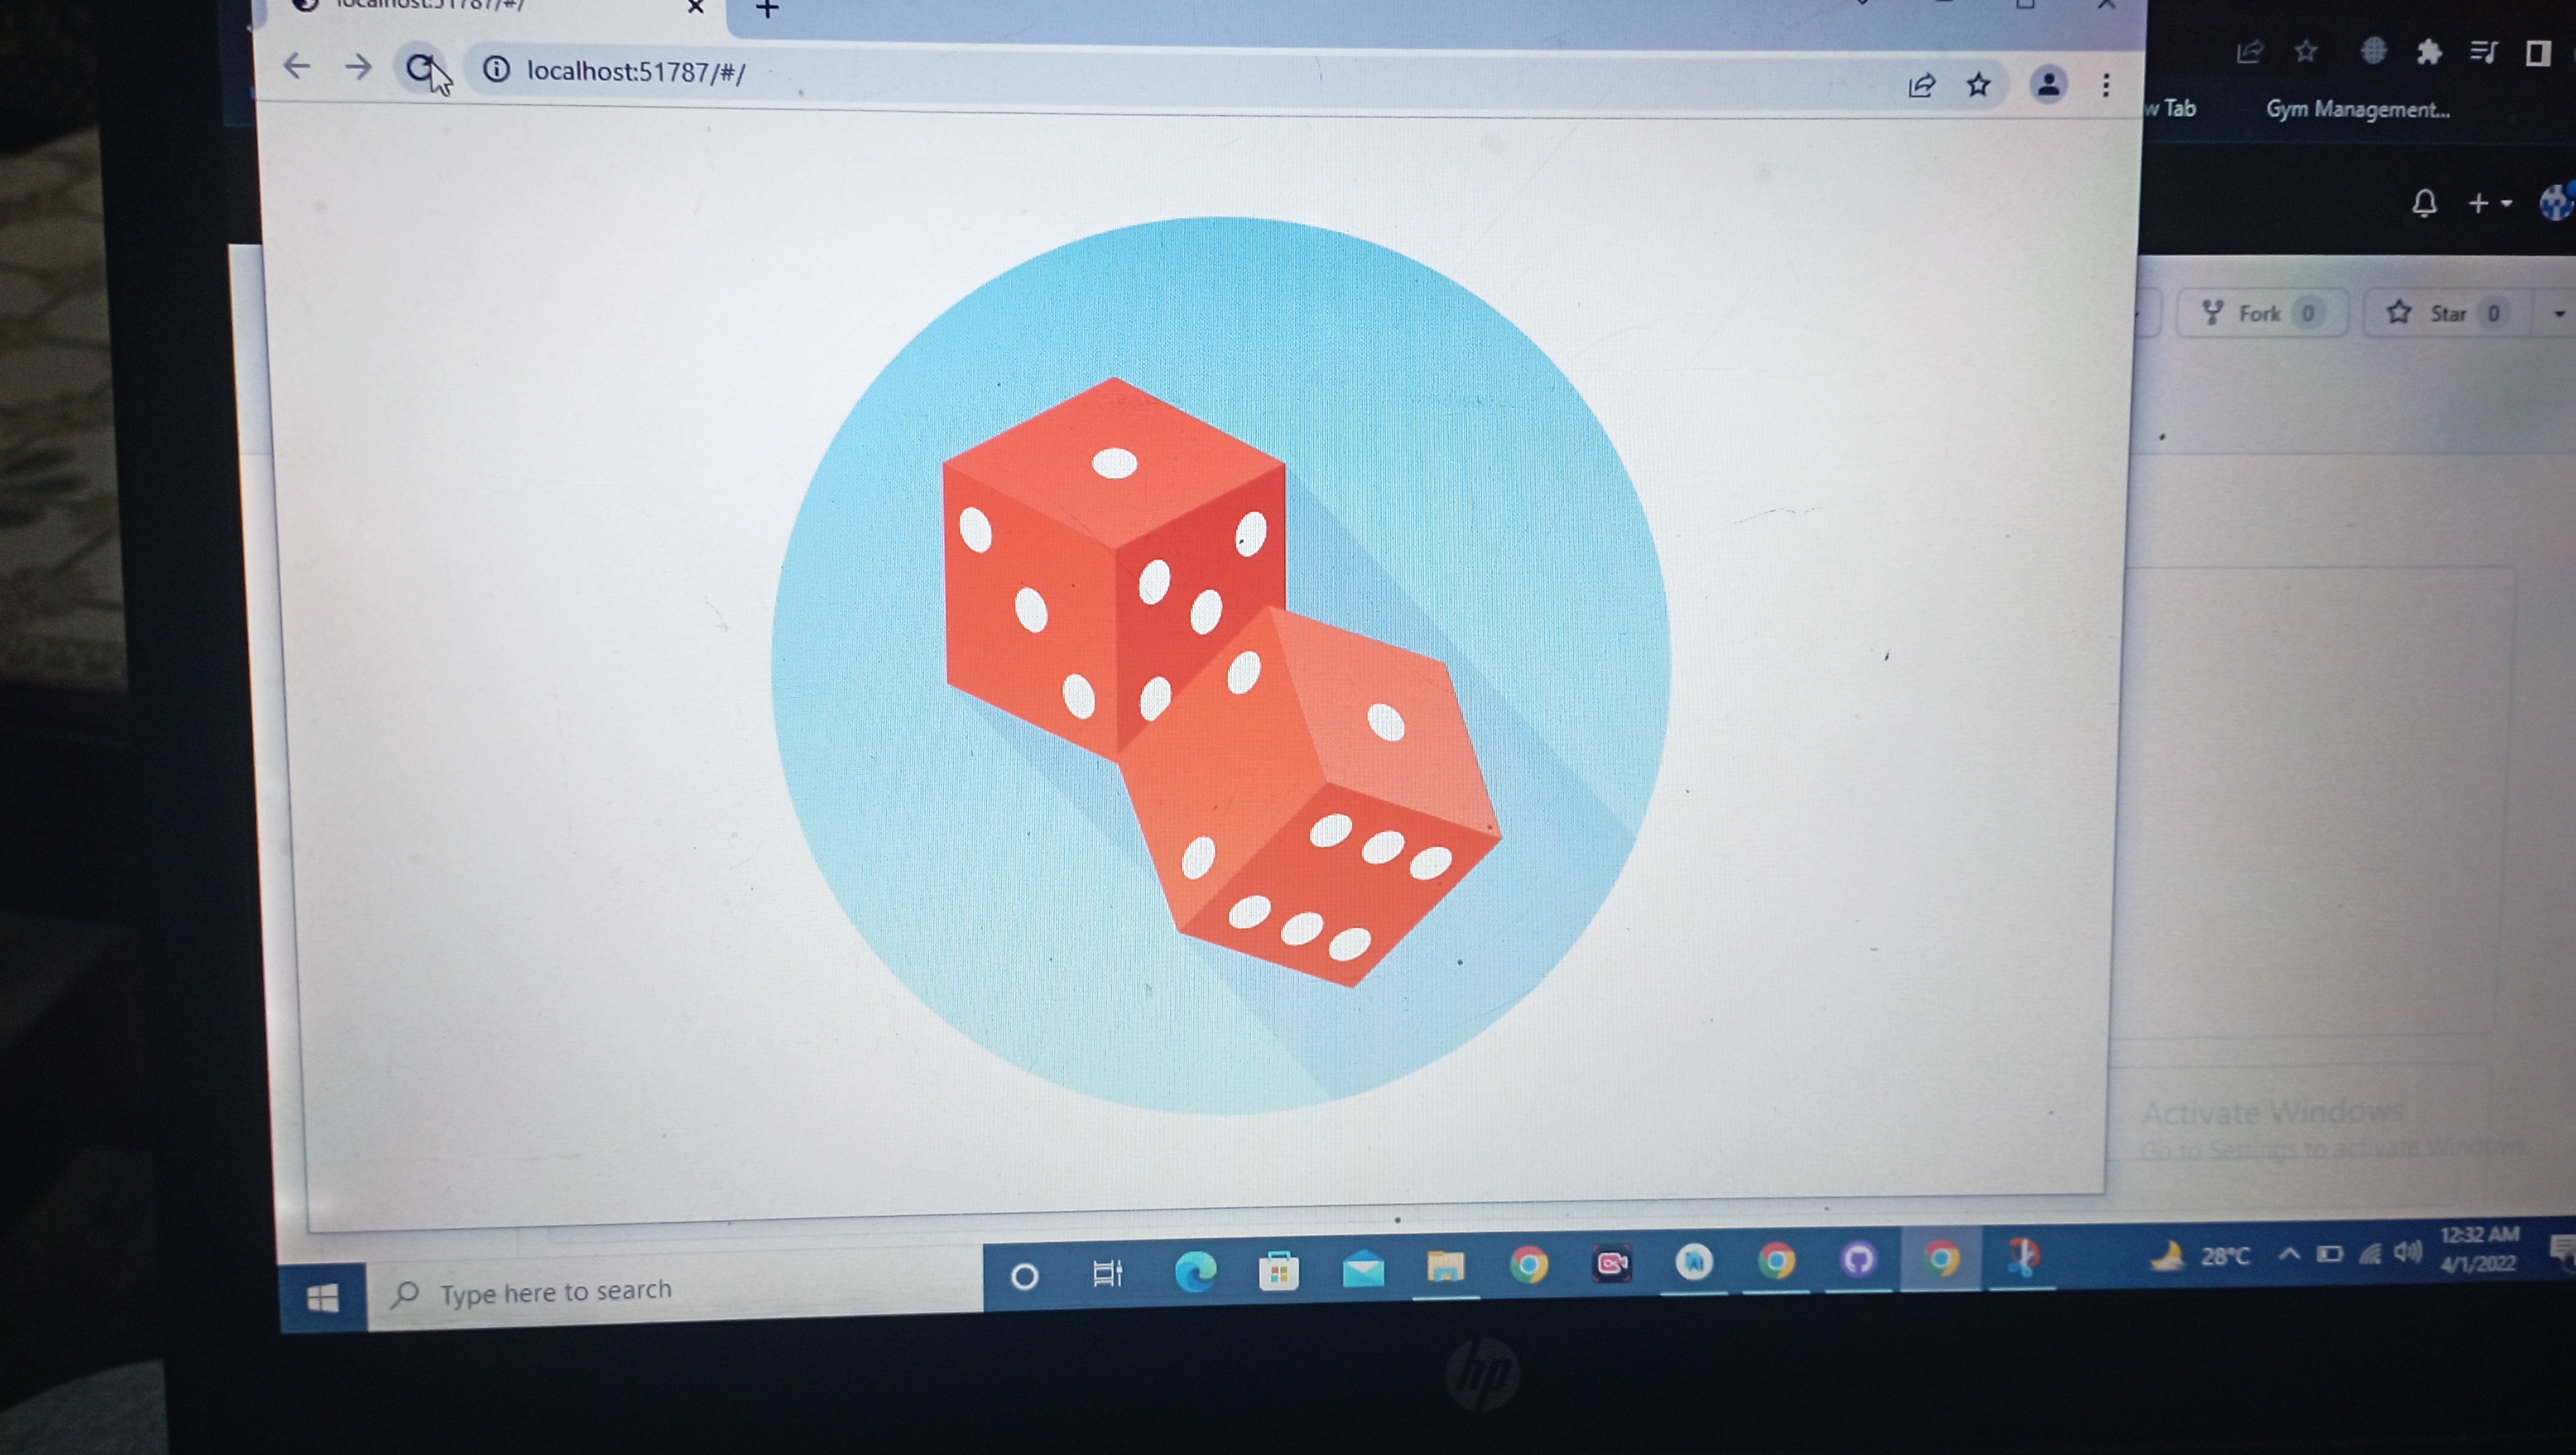 localhost:51787/#/
localhost:51787/#/
w Tab
Gym Management...
Fork 0
Star 0
Activate Windows
Go to Settings to activate Windows.
Type here to search
28°C
12:32 AM
4/1/2022
hp